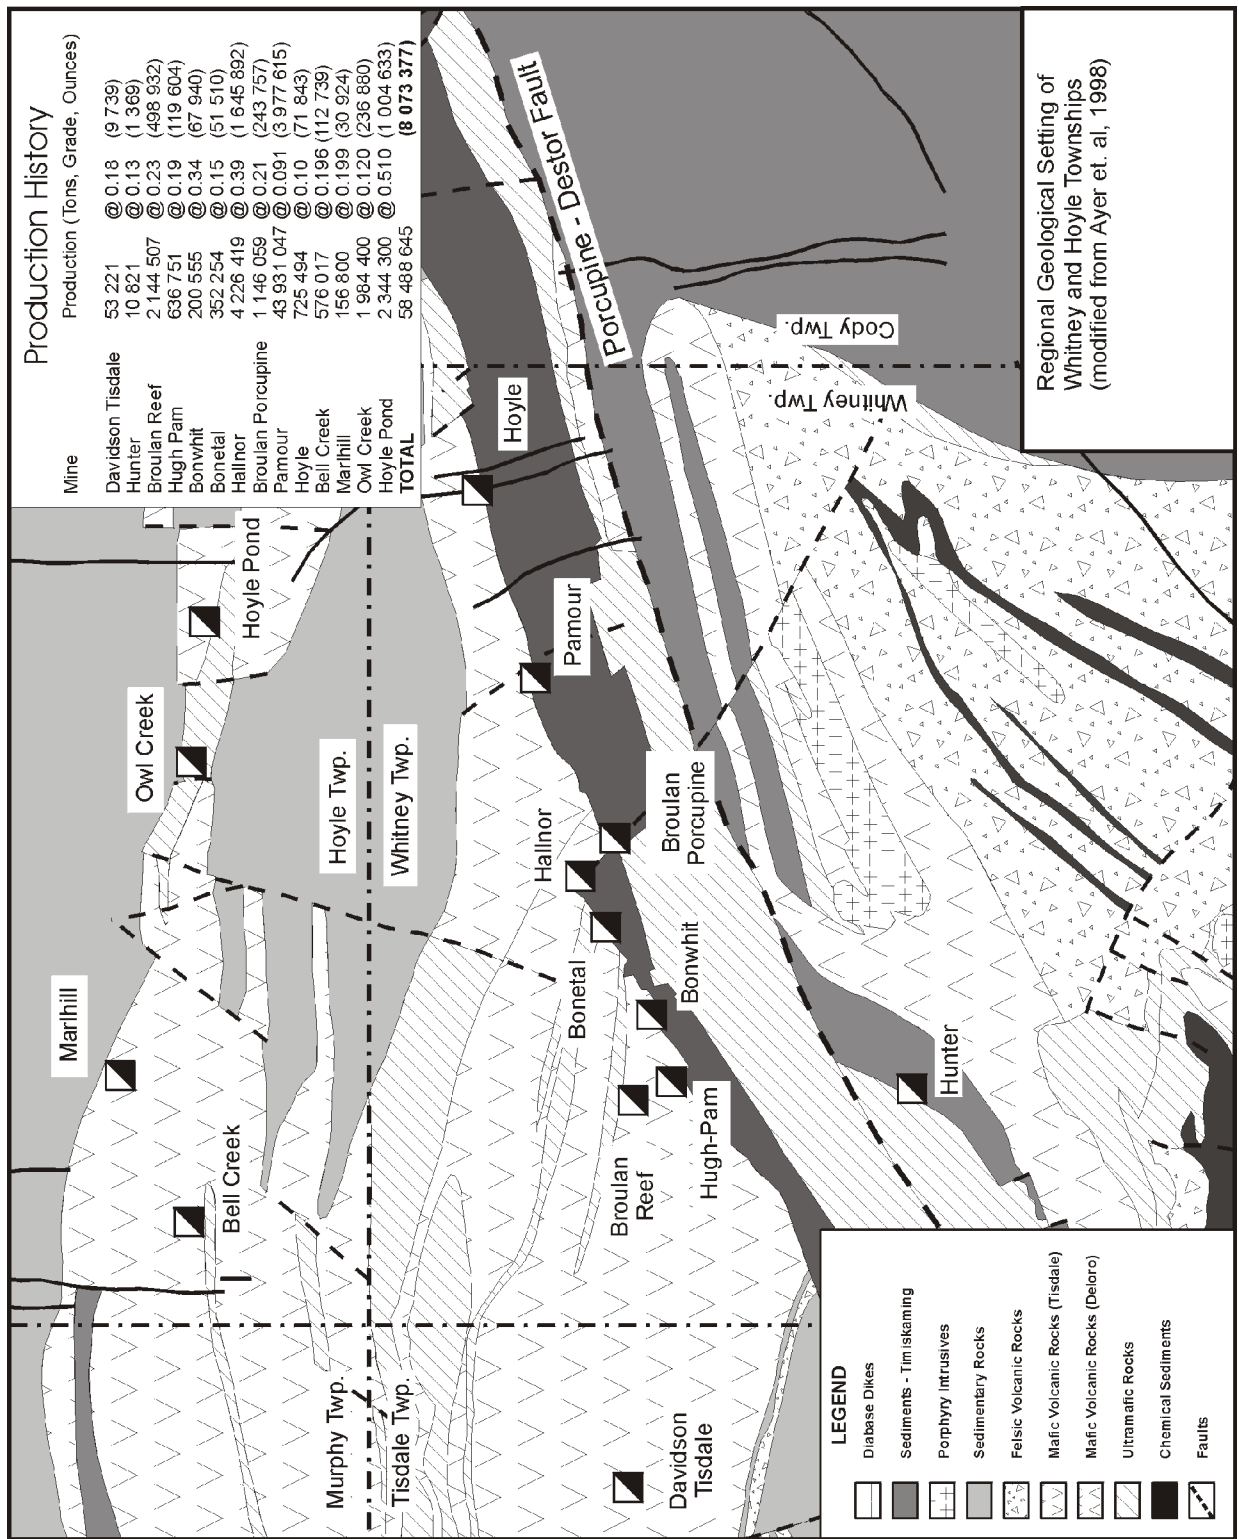 Production History
Mine Production (Tons, Grade, Ounces)
Davidson Tisdale 53 221 @ 0.18 (9 739)
Hunter 10 821 @ 0.13 (1 369)
Broulan Reef 2 144 507 @ 0.23 (498 932)
Hugh Pam 636 751 @ 0.19 (119 604)
Bonwhit 200 555 @ 0.34 (67 940)
Bonetal 352 254 @ 0.15 (51 510)
Hallnor 4 226 419 @ 0.39 (1 645 892)
Broulan Porcupine 1 146 059 @ 0.21 (243 757)
Pamour 43 931 047 @ 0.091 (3 977 615)
Hoyle 725 494 @ 0.10 (71 843)
Bell Creek 576 017 @ 0.196 (112 739)
Marlhill 156 800 @ 0.199 (30 924)
Owl Creek 1 984 400 @ 0.120 (236 880)
Hoyle Pond 2 344 300 @ 0.510 (1 004 633)
TOTAL 58 488 645 (8 073 377)
Marlhill
Owl Creek
Hoyle Pond
Bell Creek
Hoyle Twp.
Whitney Twp.
Murphy Twp.
Tisdale Twp.
Hoyle
Porcupine - Destor Fault
Pamour
Hallnor
Broulan
Porcupine
Bonetal
Bonwhit
Broulan
Reef
Hugh-Pam
Davidson
Tisdale
Hunter
Cody Twp.
Whitney Twp.
Regional Geological Setting of
Whitney and Hoyle Townships
(modified from Ayer et. al, 1998)
LEGEND
Diabase Dikes
Sediments - Timiskaming
Porphyry Intrusives
Sedimentary Rocks
Felsic Volcanic Rocks
Mafic Volcanic Rocks (Tisdale)
Mafic Volcanic Rocks (Deloro)
Ultramafic Rocks
Chemical Sediments
Faults